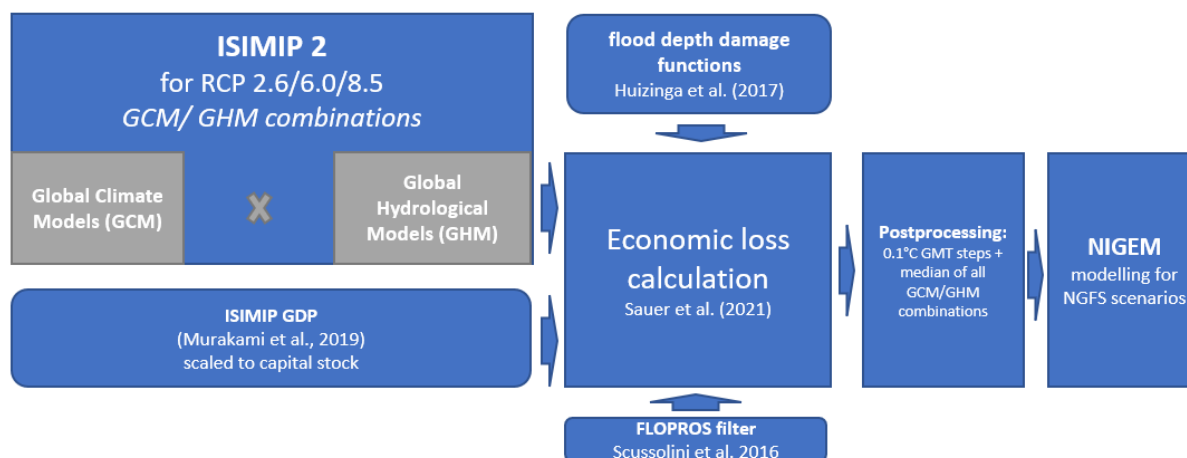 ISIMIP 2
for RCP 2.6/6.0/8.5
GCM/ GHM combinations
Global Climate
Models (GCM)
X
Global
Hydrological
Models (GHM)
ISIMIP GDP
(Murakami et al., 2019)
scaled to capital stock
flood depth damage
functions
Huizinga et al. (2017)
Economic loss
calculation
Sauer et al. (2021)
FLOPROS filter
Scussolini et al. 2016
Postprocessing:
0.1°C GMT steps +
median of all
GCM/GHM
combinations
NIGEM
modelling for
NGFS scenarios